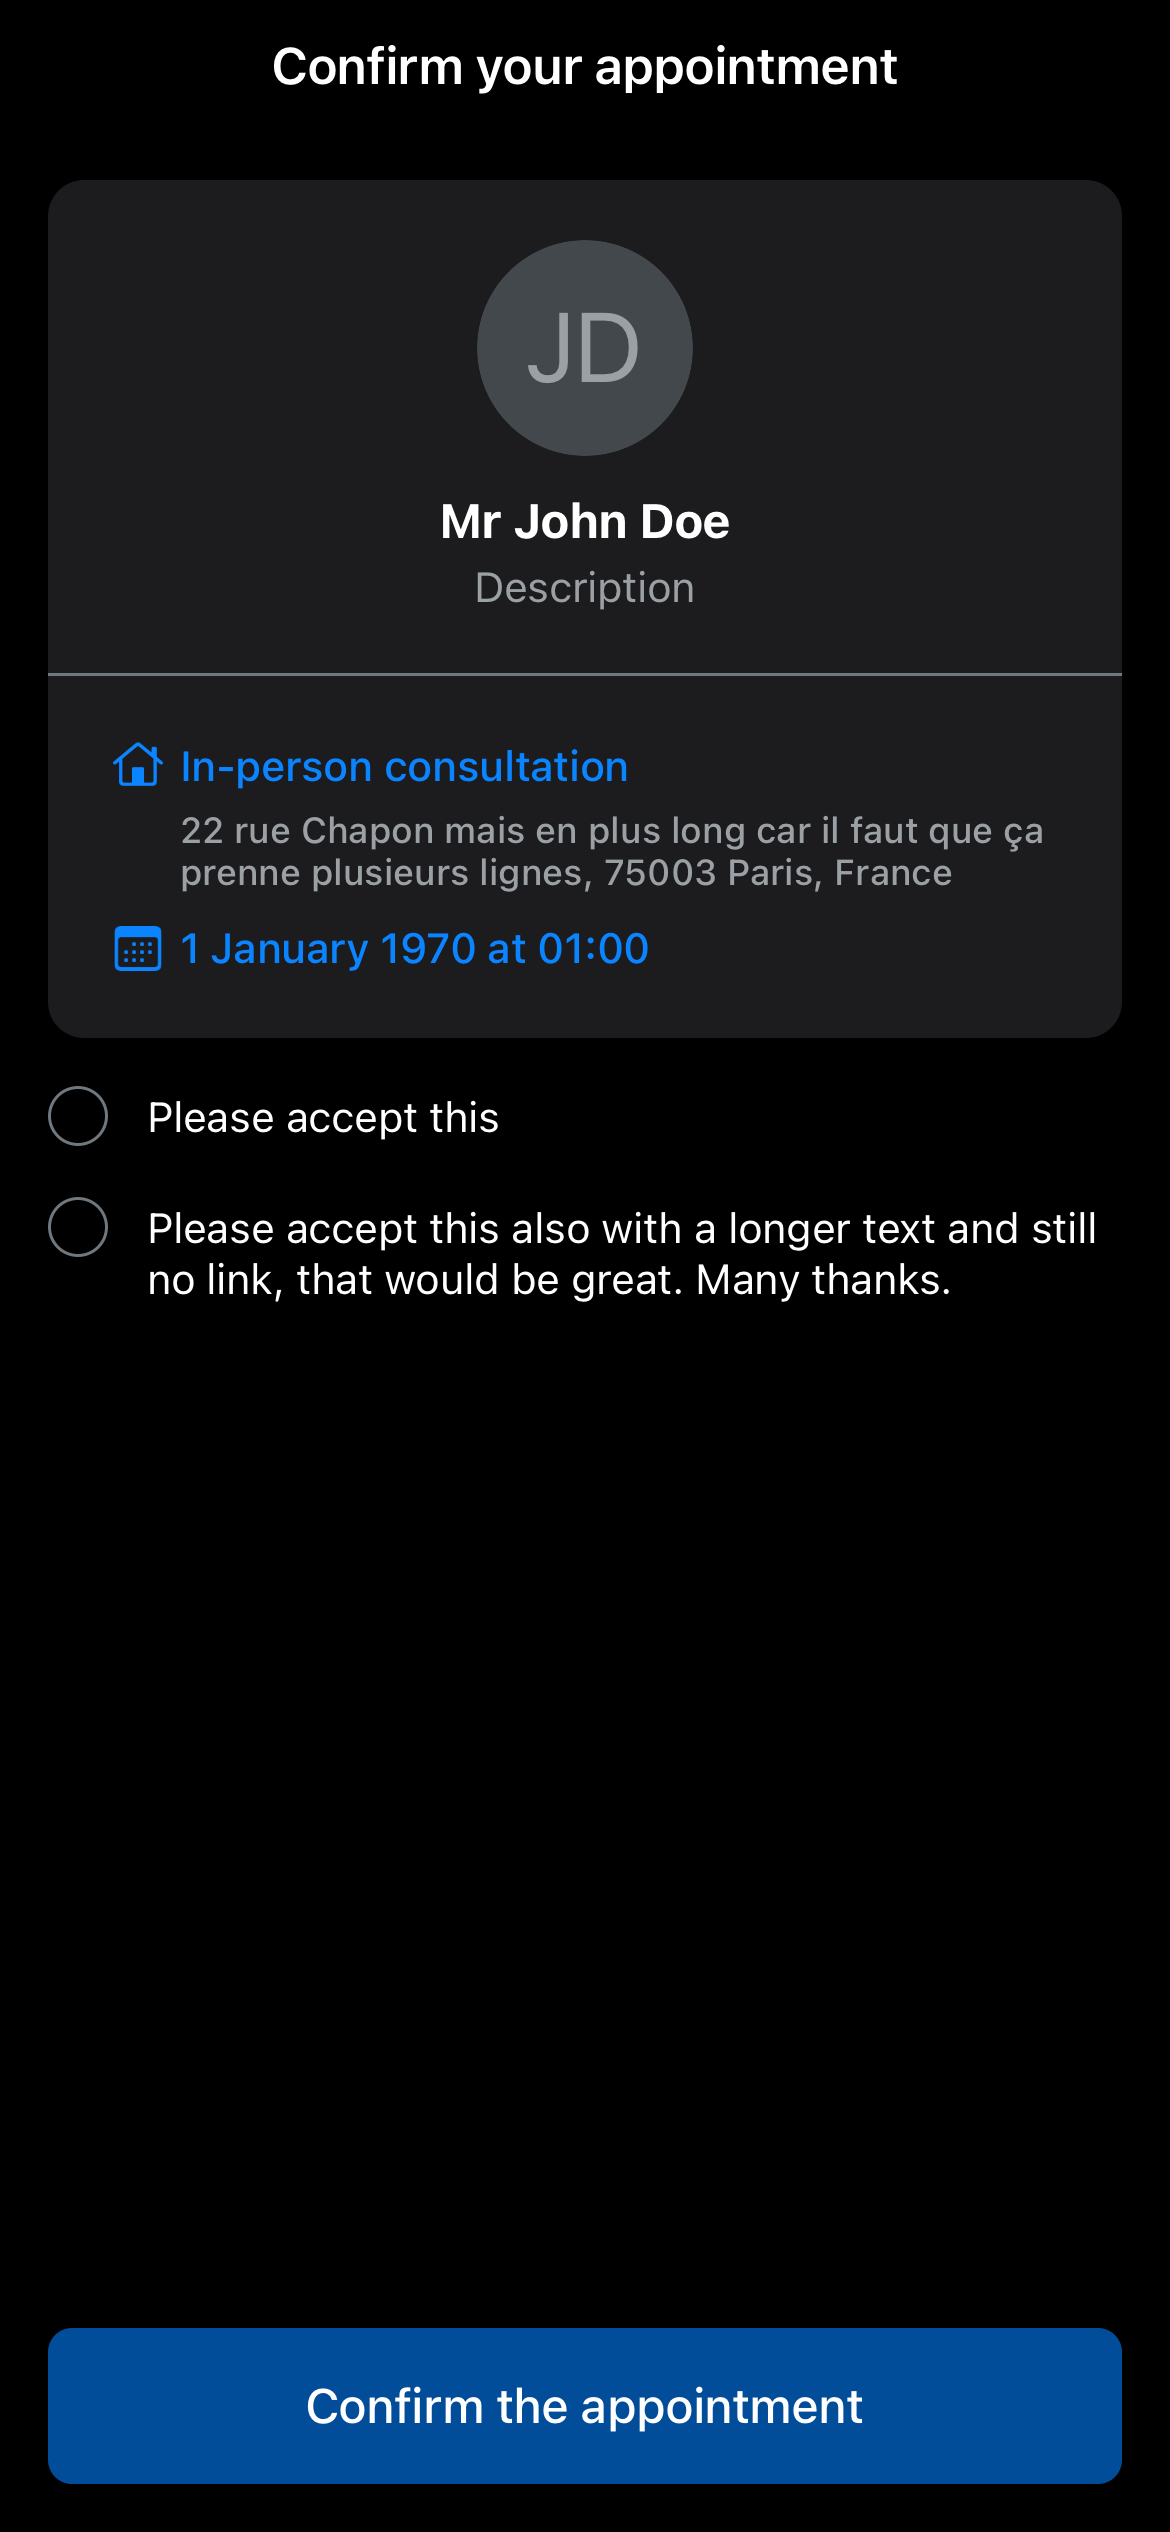 Confirm your appointment
JD
Mr John Doe
Description
In-person consultation
22 rue Chapon mais en plus long car il faut que ça
prenne plusieurs lignes, 75003 Paris, France
1 January 1970 at 01:00
Please accept this
Please accept this also with a longer text and still
no link, that would be great. Many thanks.
Confirm the appointment